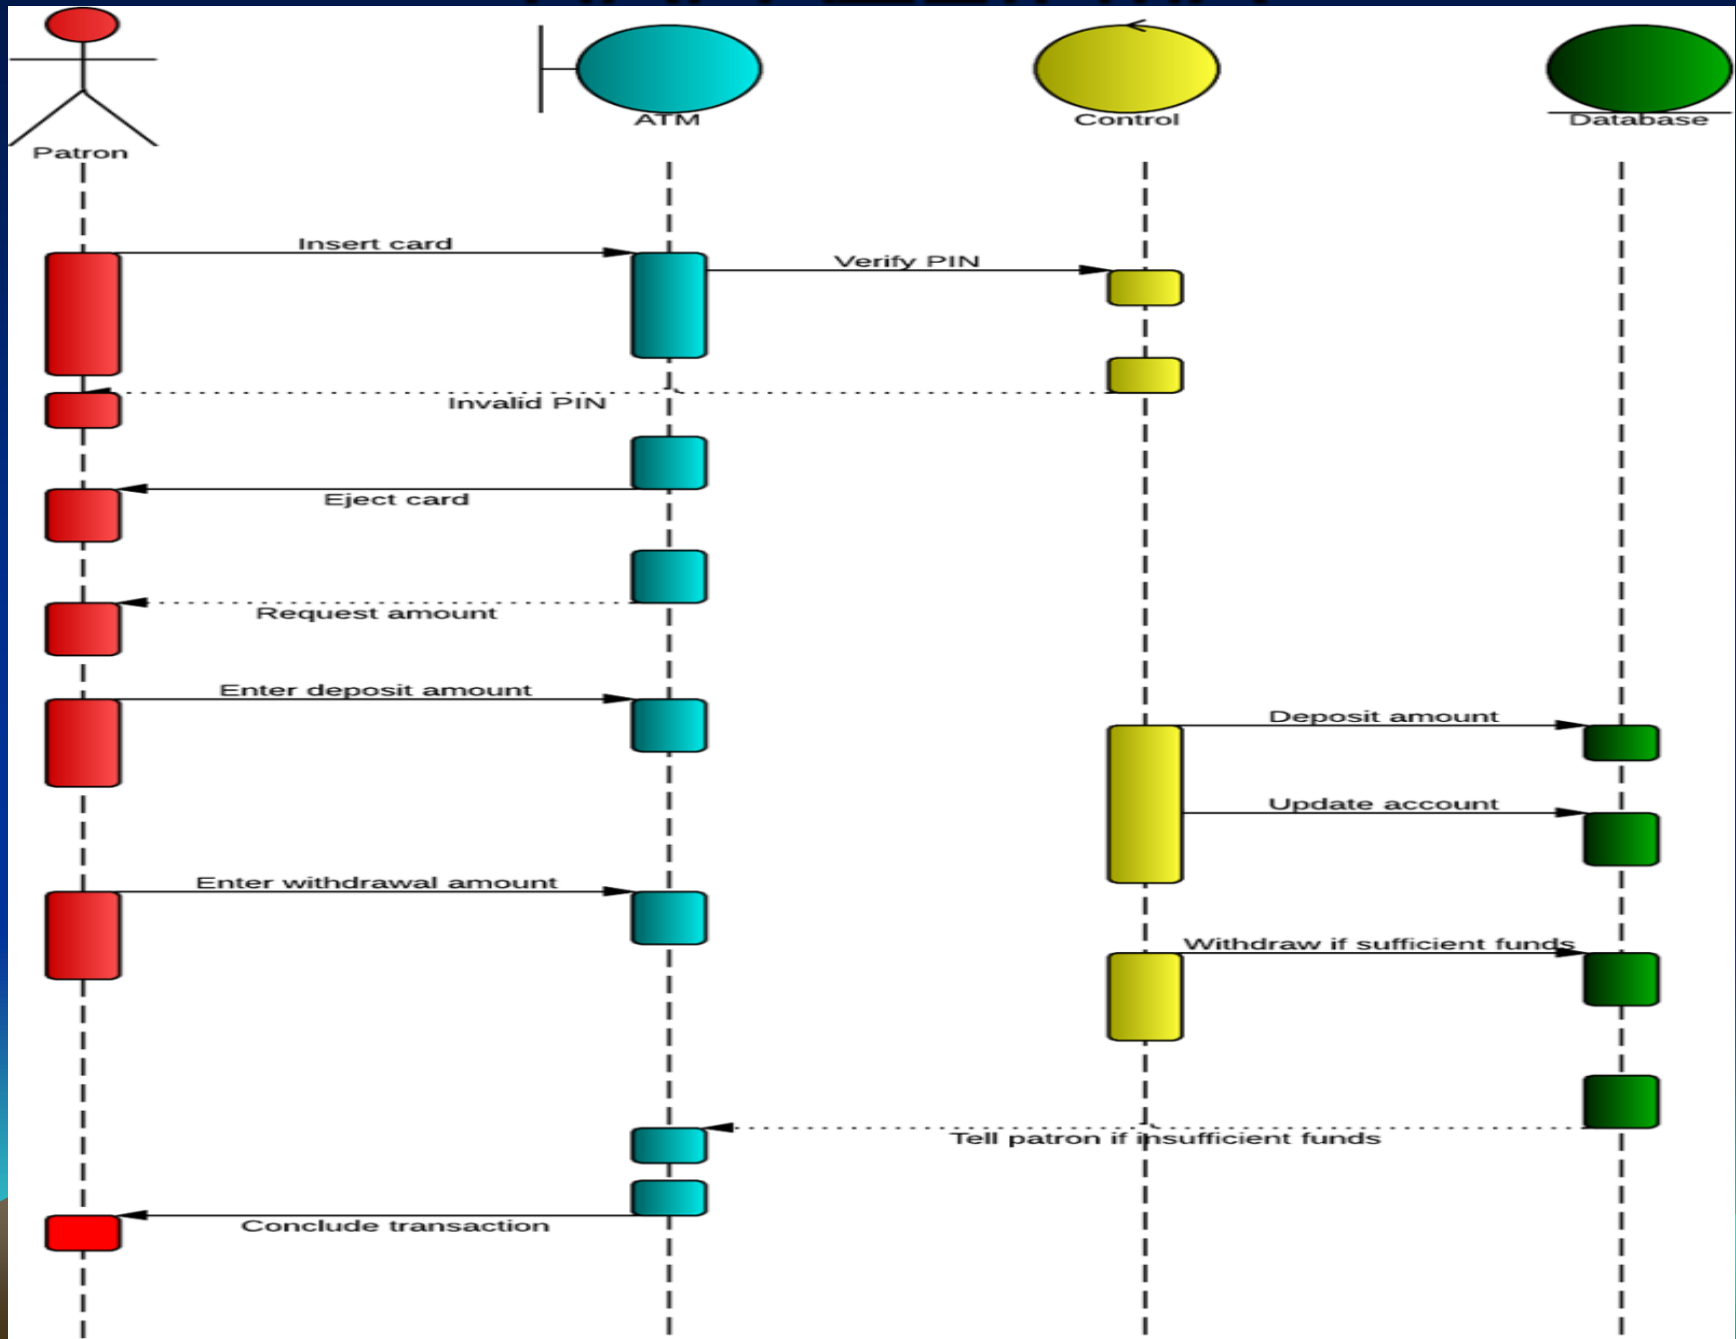 ATM
Control
Database
Patron
Insert card
Verify PIN
Invalid PIN
Eject card
Request amount
Enter deposit amount
Deposit amount
Update account
Enter withdrawal amount
Withdraw if sufficient funds
Tell patron if insufficient funds
Conclude transaction